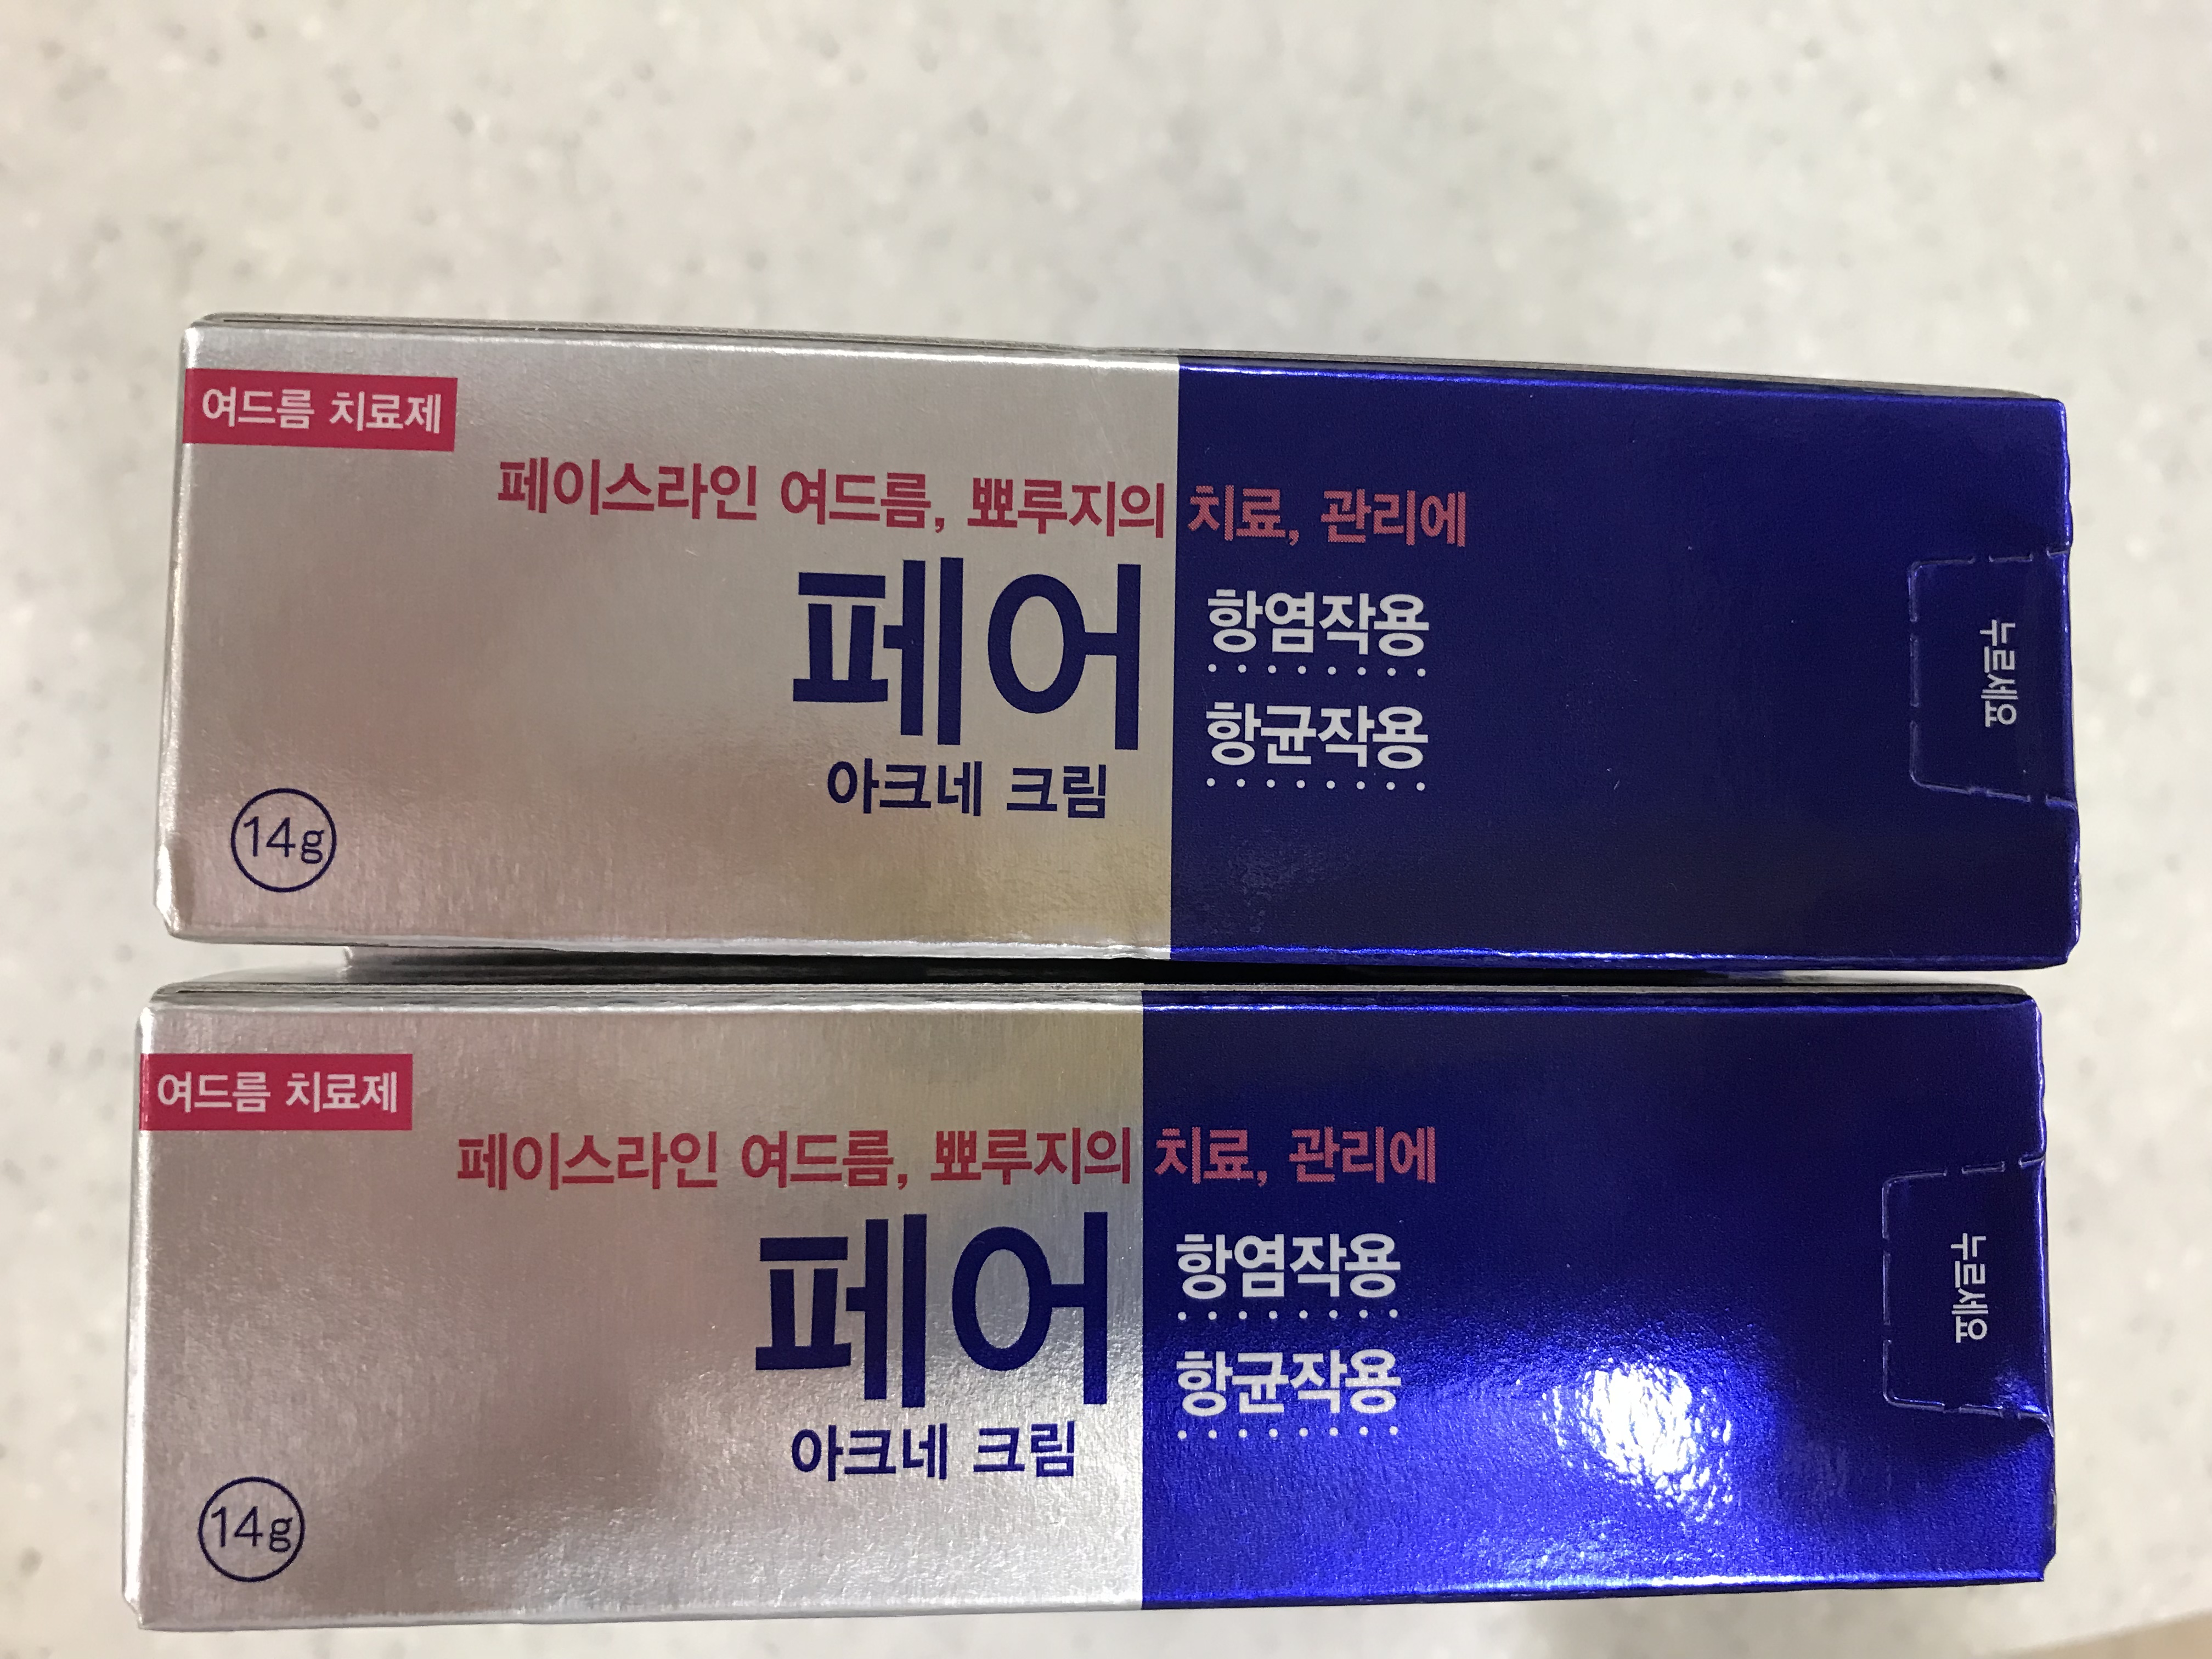 여드름 치료제
페이스라인 여드름, 뾰루지의 치료, 관리에
페어
아크네 크림
항염작용
항균작용
14g
누르세요
여드름 치료제
페이스라인 여드름, 뾰루지의 치료, 관리에
페어
아크네 크림
항염작용
항균작용
14g
누르세요